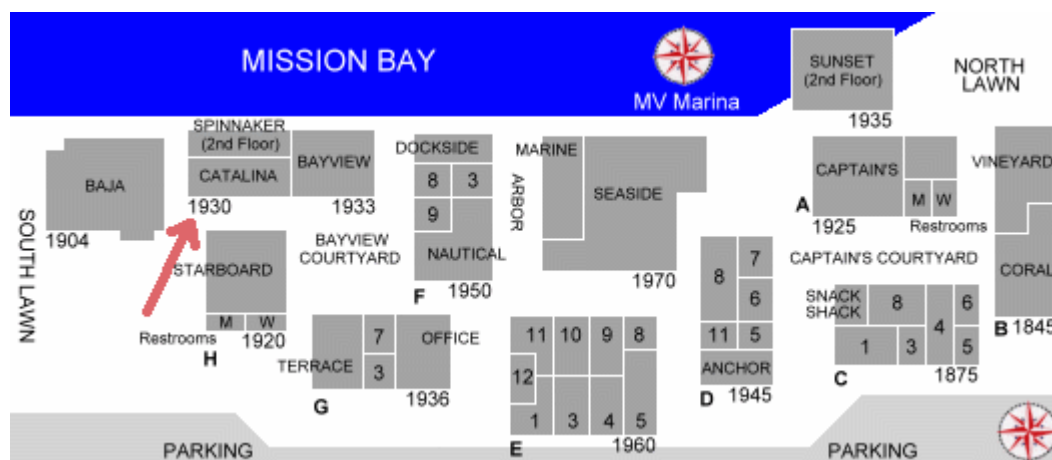 MISSION BAY
MV Marina
SUNSET
(2nd Floor)
1935
NORTH
LAWN
SPINNAKER
(2nd Floor)
CATALINA
1930
BAYVIEW
1933
BAJA
1904
SOUTH LAWN
DOCKSIDE
8 3
9
NAUTICAL
F 1950
ARBOR
MARINE
SEASIDE
1970
CAPTAIN'S
A 1925
M W
Restrooms
VINEYARD
CORAL
B 1845
STARBOARD
M W
Restrooms
H 1920
BAYVIEW
COURTYARD
CAPTAIN'S COURTYARD
TERRACE
7
3
OFFICE
G 1936
11 10 9 8
12
1 3 4 5
E 1960
8 7
6
11 5
ANCHOR
D 1945
SNACK
SHACK
8 6
4
1 3 5
C 1875
PARKING
PARKING